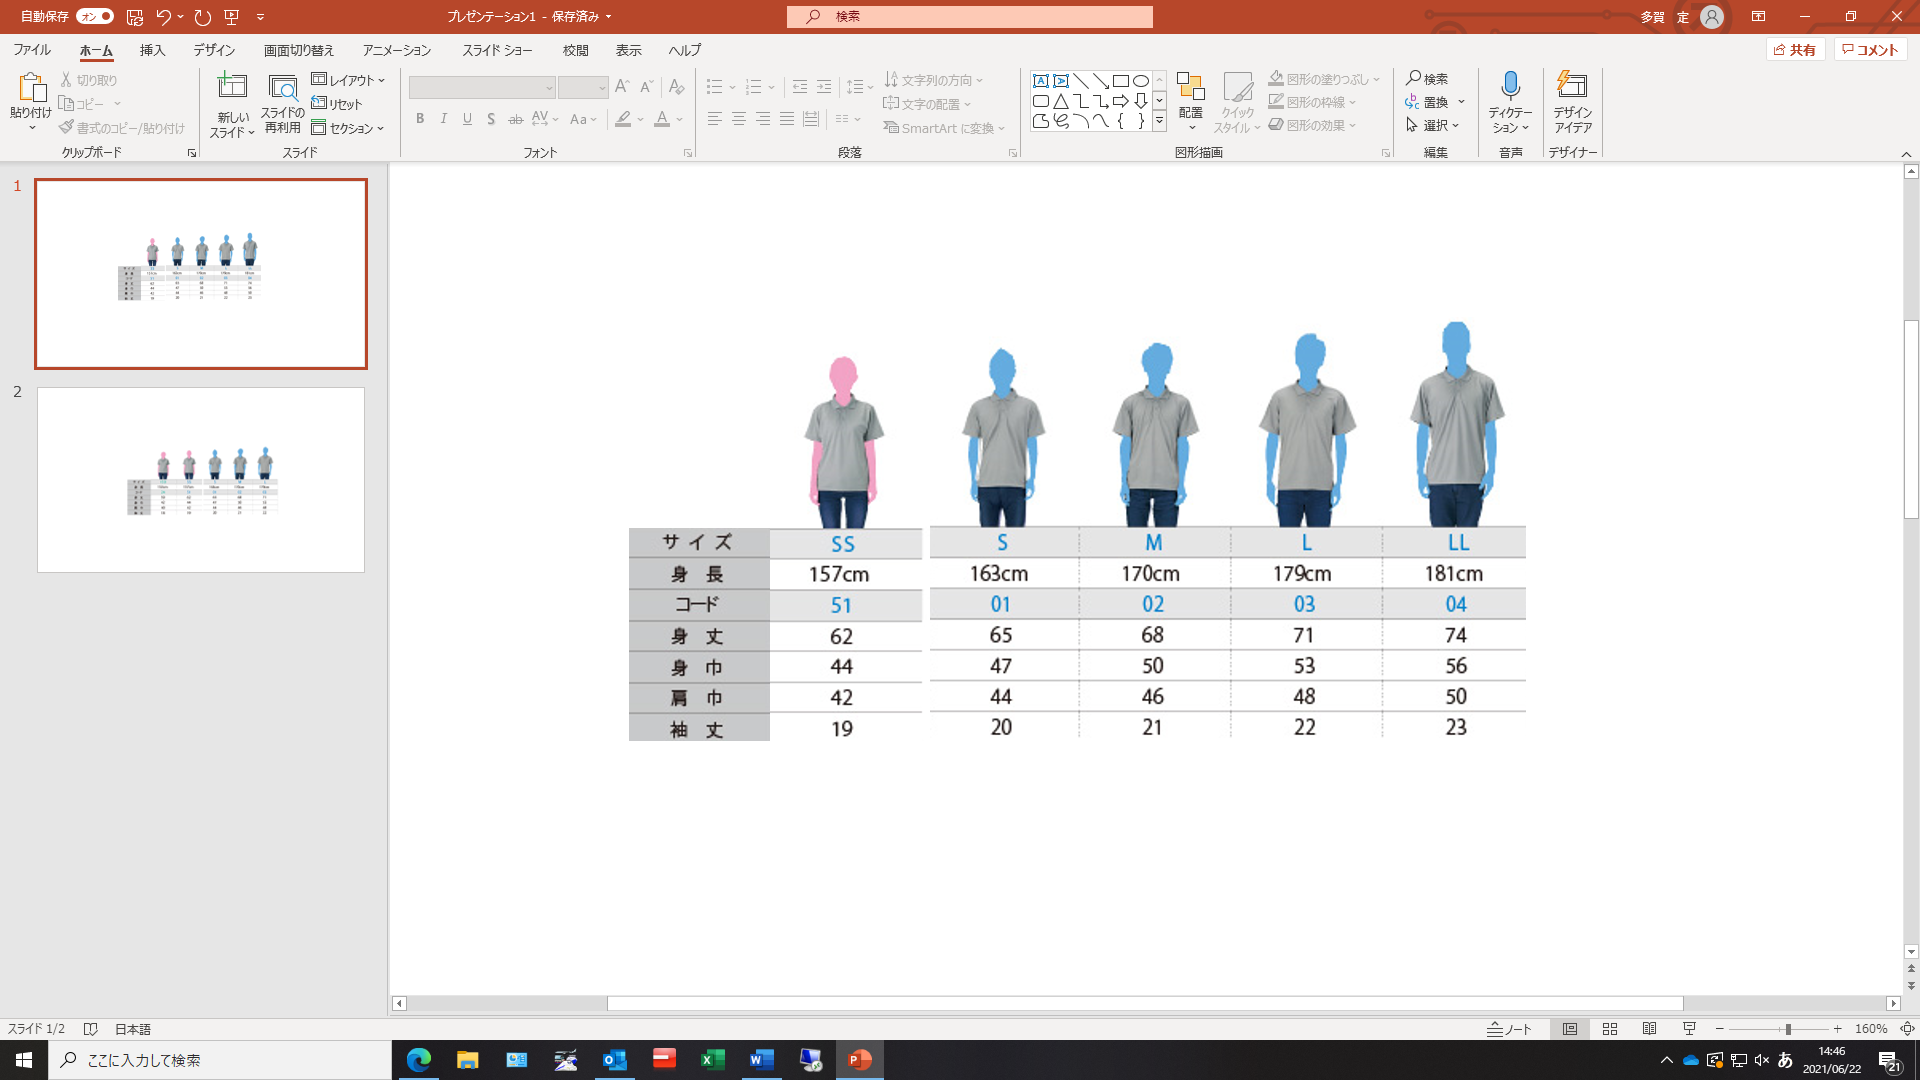 自動保存 オン プレゼンテーション1 - 保存済み 検索 多賀 定
ファイル ホーム 挿入 デザイン 画面切り替え アニメーション スライド ショー 校閲 表示 ヘルプ 共有 コメント
貼り付け 切り取り コピー 書式のコピー/貼り付け
クリップボード
新しい スライド スライドの 再利用 レイアウト リセット セクション
スライド
B I U S ab AV Aa A
フォント
文字列の方向
文字の配置
SmartArt に変換
段落
配置 クイック スタイル 図形の塗りつぶし 図形の枠線 図形の効果
図形描画
検索
置換
選択
編集
ディクテー ション
音声
デザイン アイデア
デザイナー
1
2
サイズ SS S M L LL
身長 157cm 163cm 170cm 179cm 181cm
コード 51 01 02 03 04
身丈 62 65 68 71 74
身巾 44 47 50 53 56
肩巾 42 44 46 48 50
袖丈 19 20 21 22 23
スライド 1/2 日本語 ノート 160%
ここに入力して検索
あ 14:46
2021/06/22
21